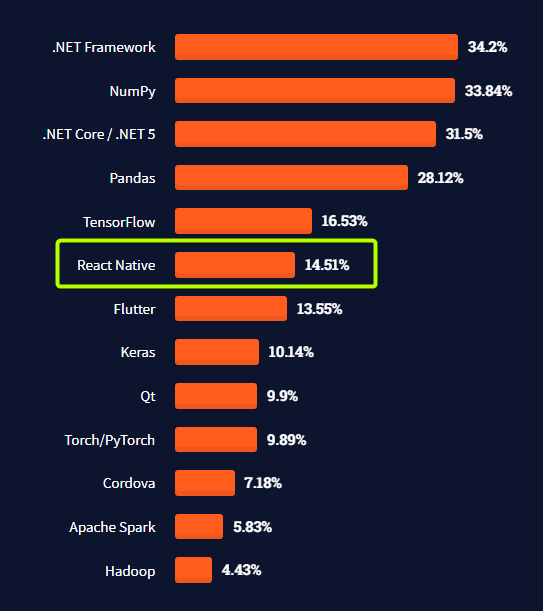 .NET Framework 34.2%
NumPy 33.84%
.NET Core / .NET 5 31.5%
Pandas 28.12%
TensorFlow 16.53%
React Native 14.51%
Flutter 13.55%
Keras 10.14%
Qt 9.9%
Torch/PyTorch 9.89%
Cordova 7.18%
Apache Spark 5.83%
Hadoop 4.43%